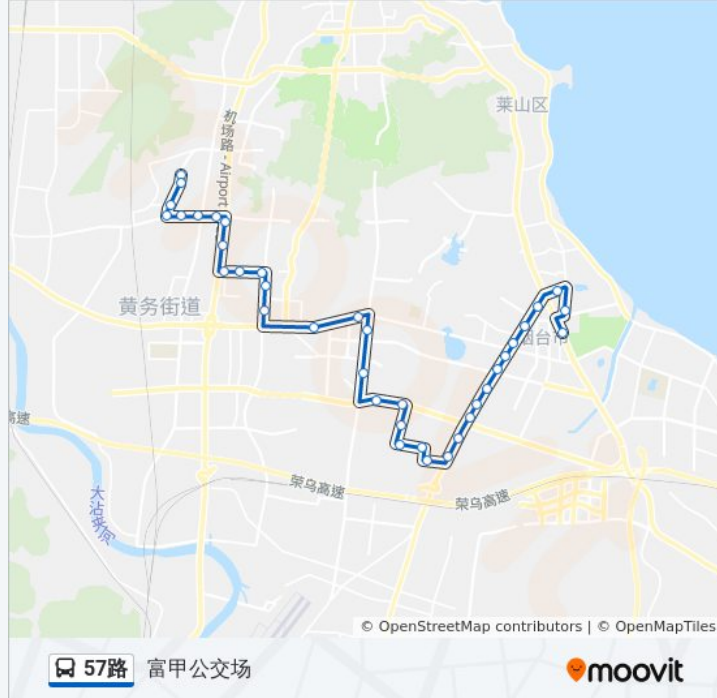 莱山区
机场路 - Airport
黄务街道
烟台市
高速
荣乌高速
荣乌高速
大沽夹河
© OpenStreetMap contributors | © OpenMapTiles
57路 富甲公交场
moovit